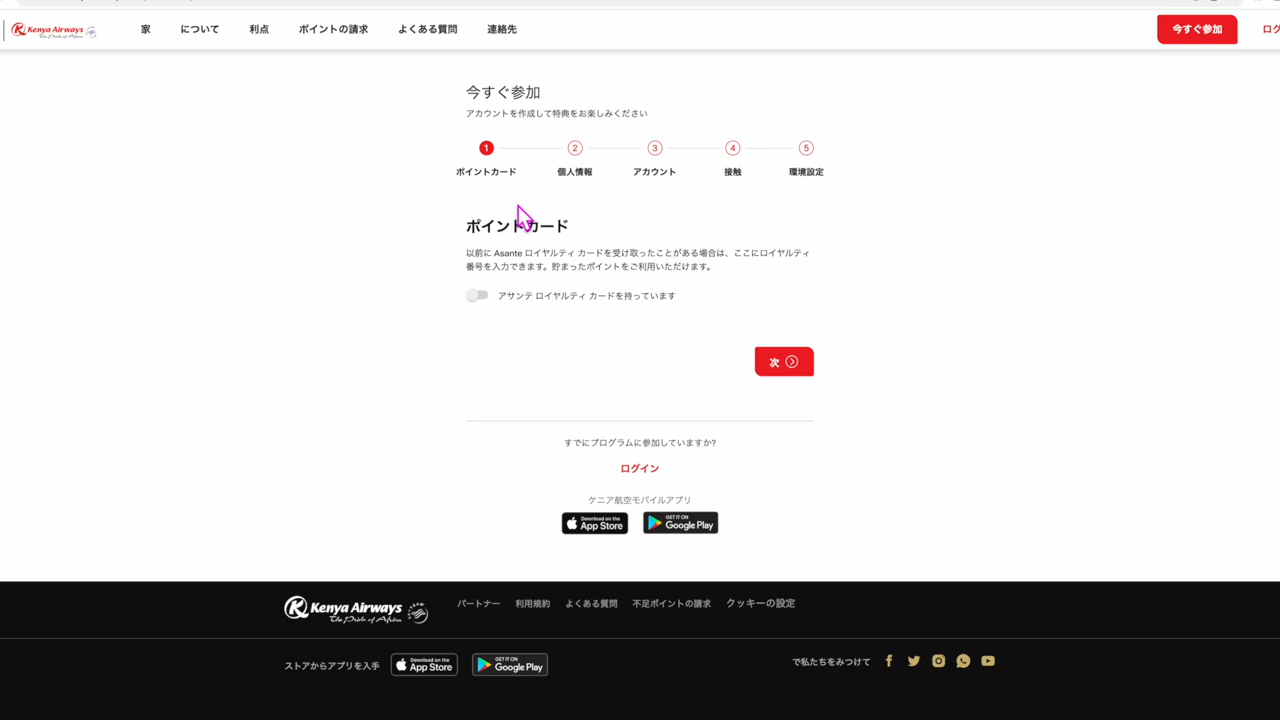 Kenya Airways
The Pride of Africa
家 について 利点 ポイントの請求 よくある質問 連絡先 今すぐ参加 ログ
今すぐ参加
アカウントを作成して特典をお楽しみください
1 2 3 4 5
ポイントカード 個人情報 アカウント 接触 環境設定
ポイントカード
以前に Asante ロイヤルティ カードを受け取ったことがある場合は、ここにロイヤルティ
番号を入力できます。貯まったポイントをご利用いただけます。
アサンテ ロイヤルティ カードを持っています
次
すでにプログラムに参加していますか?
ログイン
ケニア航空モバイルアプリ
Download on the App Store GET IT ON Google Play
Kenya Airways
The Pride of Africa
パートナー 利用規約 よくある質問 不足ポイントの請求 クッキーの設定
ストアからアプリを入手 Download on the App Store GET IT ON Google Play で私たちをみつけて